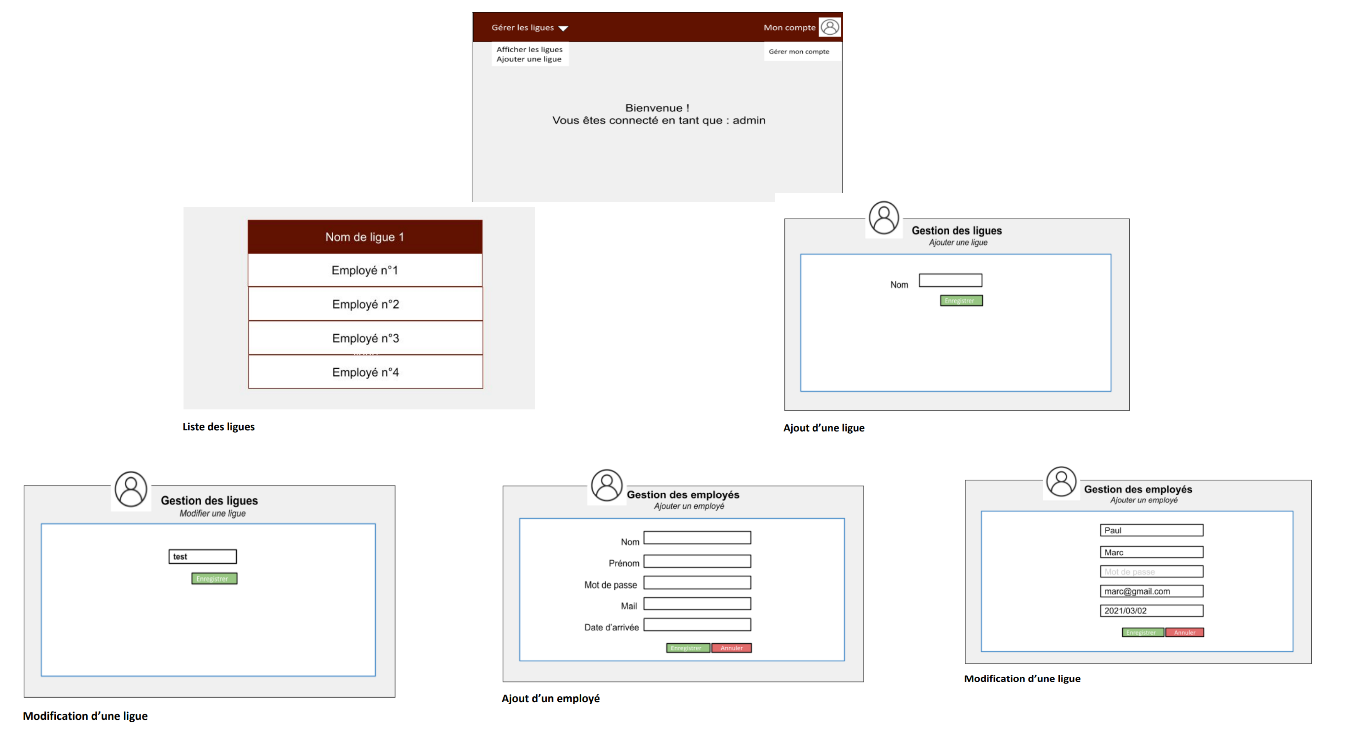 Gérer les ligues
Mon compte
Afficher les ligues
Ajouter une ligue
Gérer mon compte
Bienvenue !
Vous êtes connecté en tant que : admin
Nom de ligue 1
Employé n°1
Employé n°2
Employé n°3
Employé n°4
Liste des ligues
Gestion des ligues
Ajouter une ligue
Nom
Enregistrer
Ajout d'une ligue
Gestion des ligues
Modifier une ligue
test
Enregistrer
Modification d'une ligue
Gestion des employés
Ajouter un employé
Nom
Prénom
Mot de passe
Mail
Date d'arrivée
Enregistrer Annuler
Ajout d'un employé
Gestion des employés
Ajouter un employé
Paul
Marc
Mot de passe
marc@gmail.com
2021/03/02
Enregistrer Annuler
Modification d'une ligue